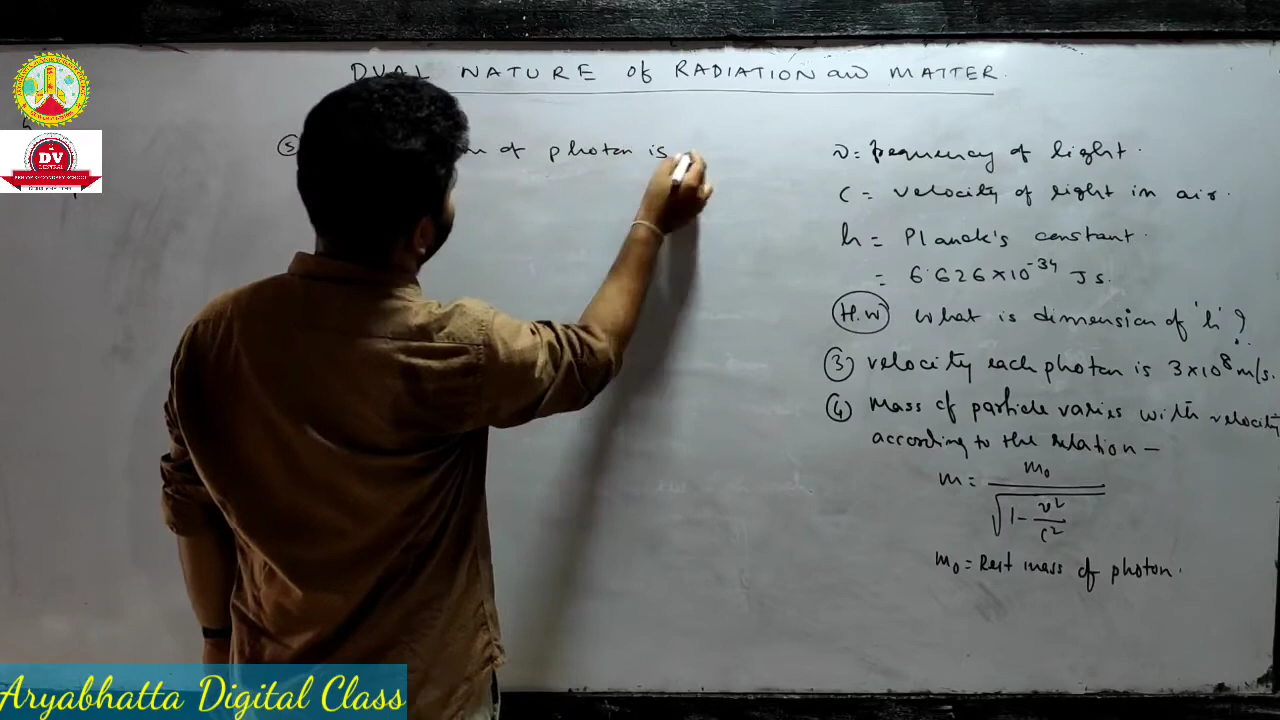 DUAL NATURE of RADIATION and MATTER.
⑤ of photon is
ν = frequency of light.
c = velocity of light in air.
h = Planck's constant.
= 6.626×10⁻³⁴ Js.
H.W What is dimension of 'h' ?
③ velocity each photon is 3×10⁸ m/s.
④ Mass of particle varies with velocity
according to the relation —
m = m₀ / √(1 - v²/c²)
m₀ = Rest mass of photon.
DV
Aryabhatta Digital Class